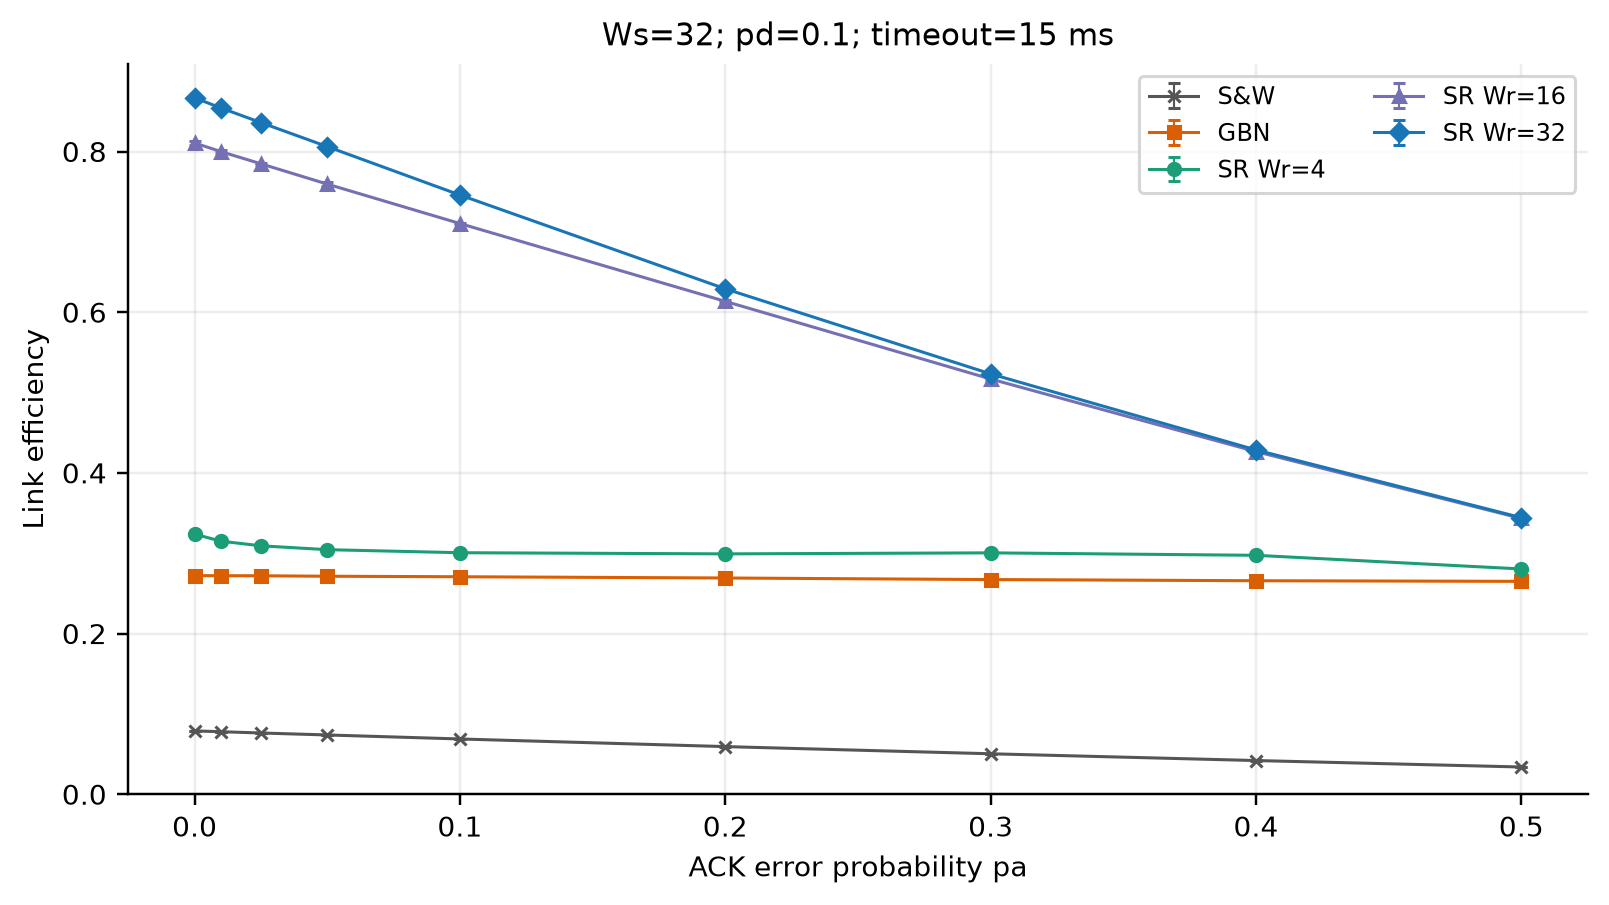 Ws=32; pd=0.1; timeout=15 ms
S&W
GBN
SR Wr=4
SR Wr=16
SR Wr=32
Link efficiency
0.8
0.6
0.4
0.2
0.0
0.0 0.1 0.2 0.3 0.4 0.5
ACK error probability pa